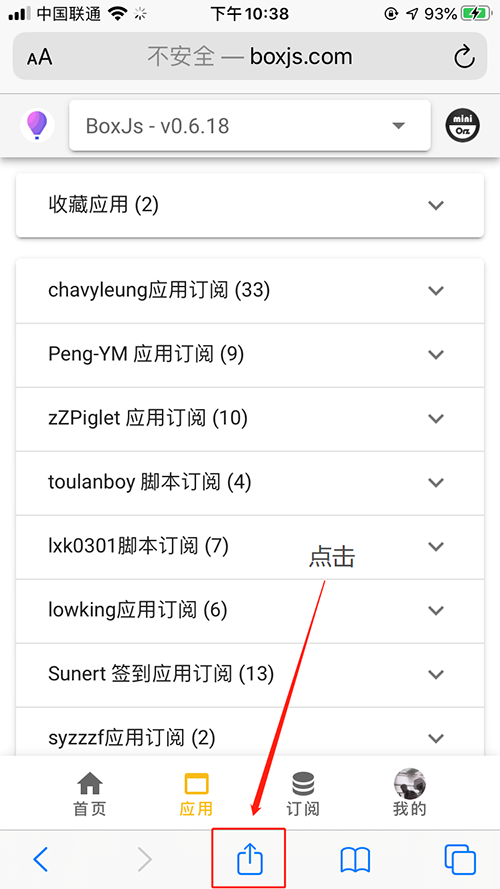 中国联通 下午10:38 93%
AA 不安全 — boxjs.com
BoxJs - v0.6.18
mini
Orz
收藏应用 (2)
chavyleung应用订阅 (33)
Peng-YM 应用订阅 (9)
zZPiglet 应用订阅 (10)
toulanboy 脚本订阅 (4)
lxk0301脚本订阅 (7)
点击
lowking应用订阅 (6)
Sunert 签到应用订阅 (13)
syzzzf应用订阅 (2)
首页 应用 订阅 我的